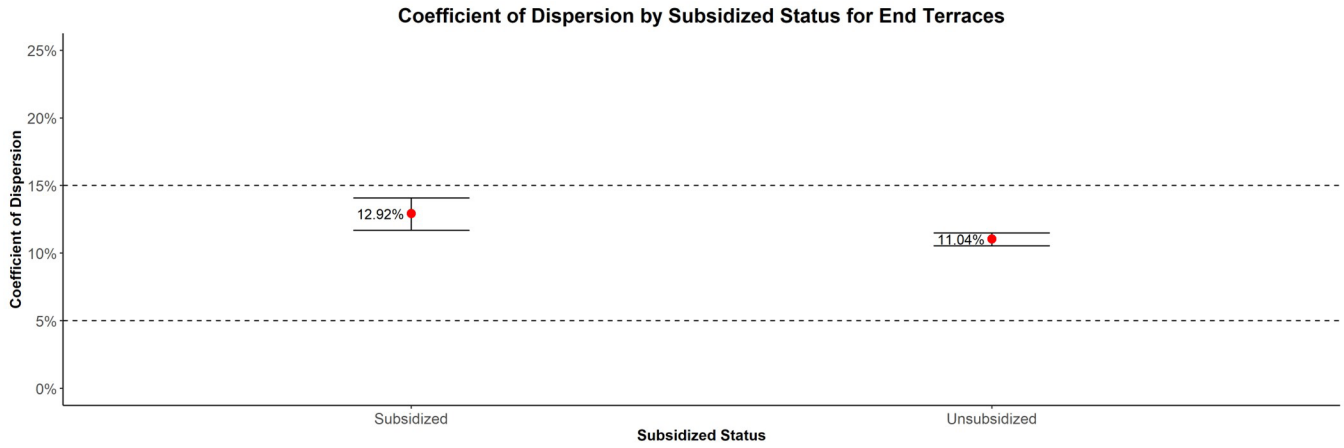 Coefficient of Dispersion by Subsidized Status for End Terraces
Coefficient of Dispersion
25%
20%
15%
10%
5%
0%
12.92%
11.04%
Subsidized
Unsubsidized
Subsidized Status